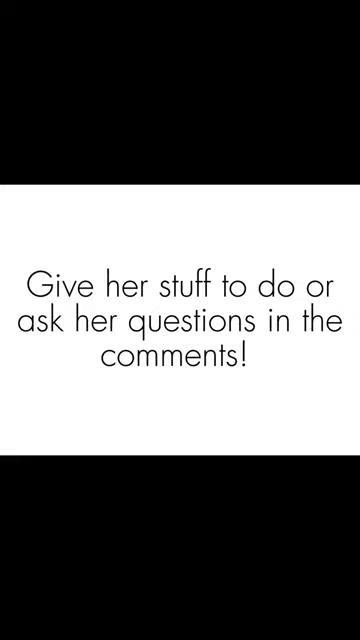 Give her stuff to do or
ask her questions in the
comments!